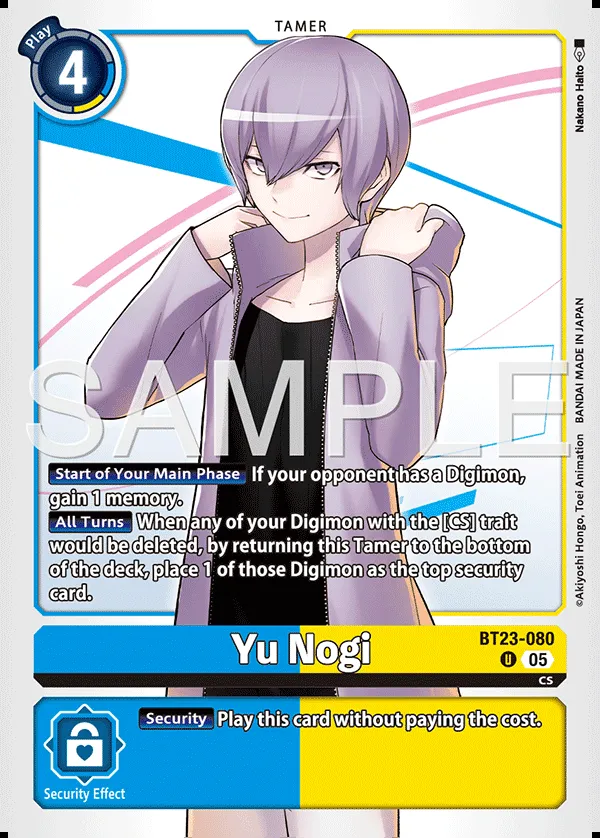 TAMER
Play
4
Nakano Haito
SAMPLE
©Akiyoshi Hongo, Toei Animation BANDAI MADE IN JAPAN
Start of Your Main Phase If your opponent has a Digimon,
gain 1 memory.
All Turns When any of your Digimon with the [CS] trait
would be deleted, by returning this Tamer to the bottom
of the deck, place 1 of those Digimon as the top security
card.
Yu Nogi
BT23-080
U 05
CS
Security Play this card without paying the cost.
Security Effect